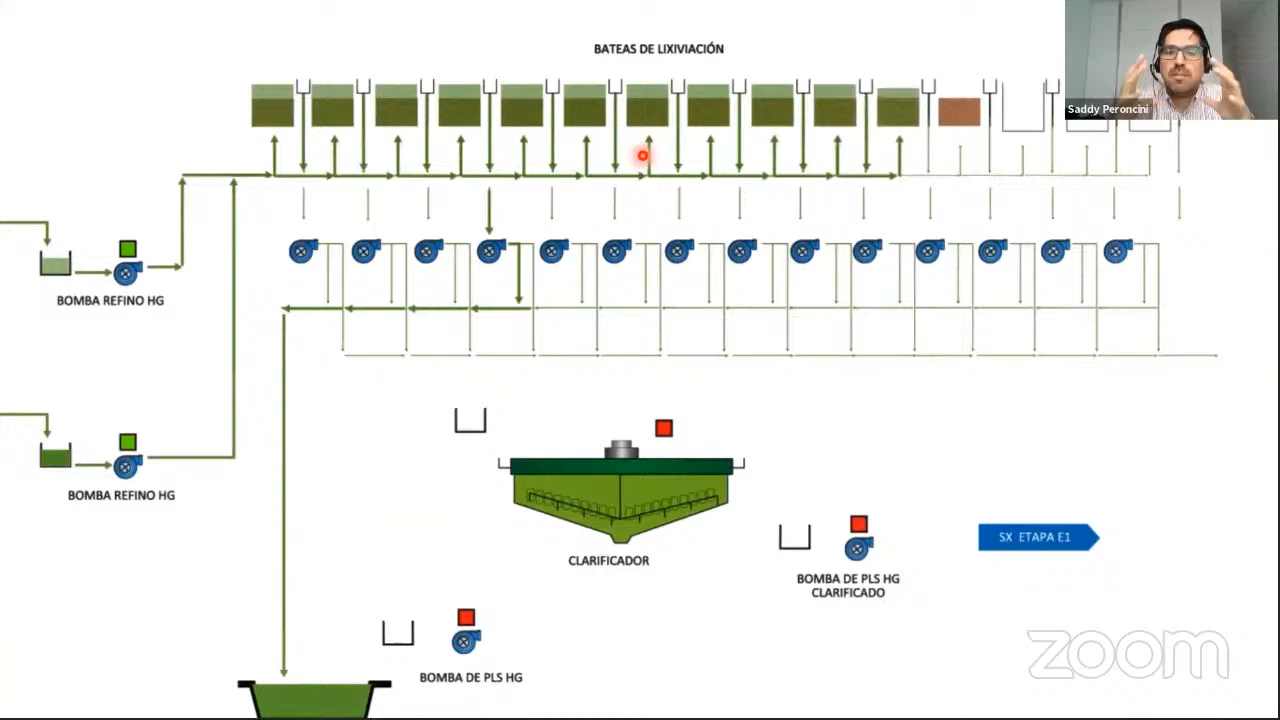 BATEAS DE LIXIVIACIÓN
Saddy Peroncini
BOMBA REFINO HG
BOMBA REFINO HG
CLARIFICADOR
SX ETAPA E1
BOMBA DE PLS HG
CLARIFICADO
BOMBA DE PLS HG
zoom